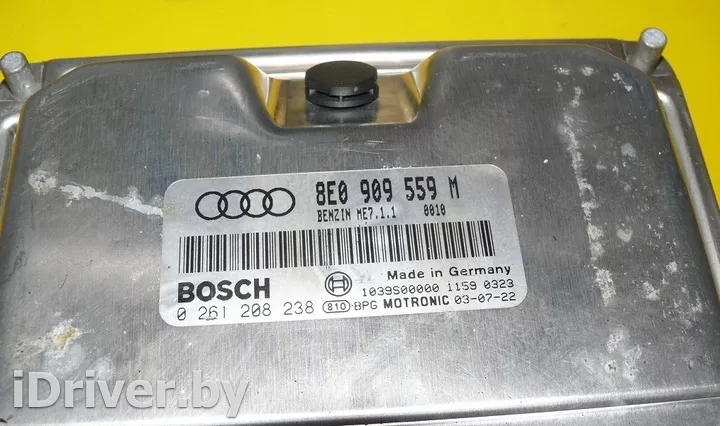 8E0 909 559 M
BENZIN ME7.1.1 0010
BOSCH
Made in Germany
1039S00000 1159 0323
0 261 208 238 810 BPG MOTRONIC 03-07-22
iDriver.by